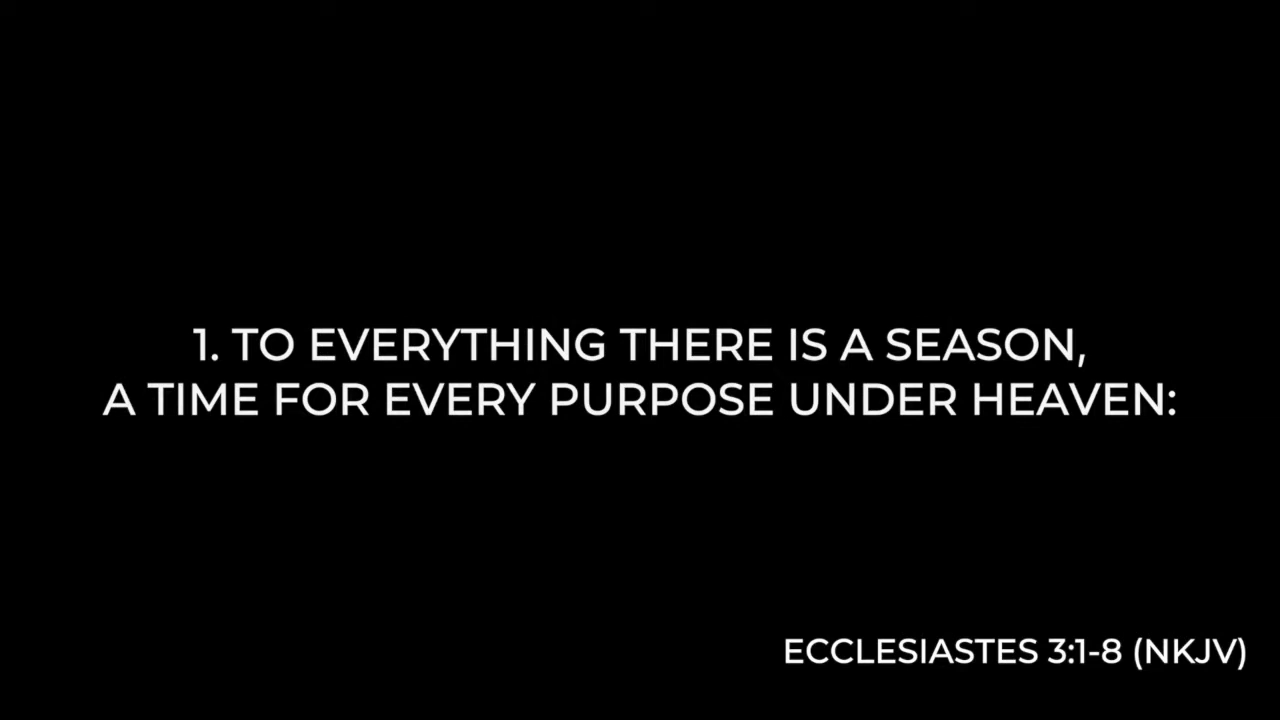 1. TO EVERYTHING THERE IS A SEASON,
A TIME FOR EVERY PURPOSE UNDER HEAVEN:
ECCLESIASTES 3:1-8 (NKJV)